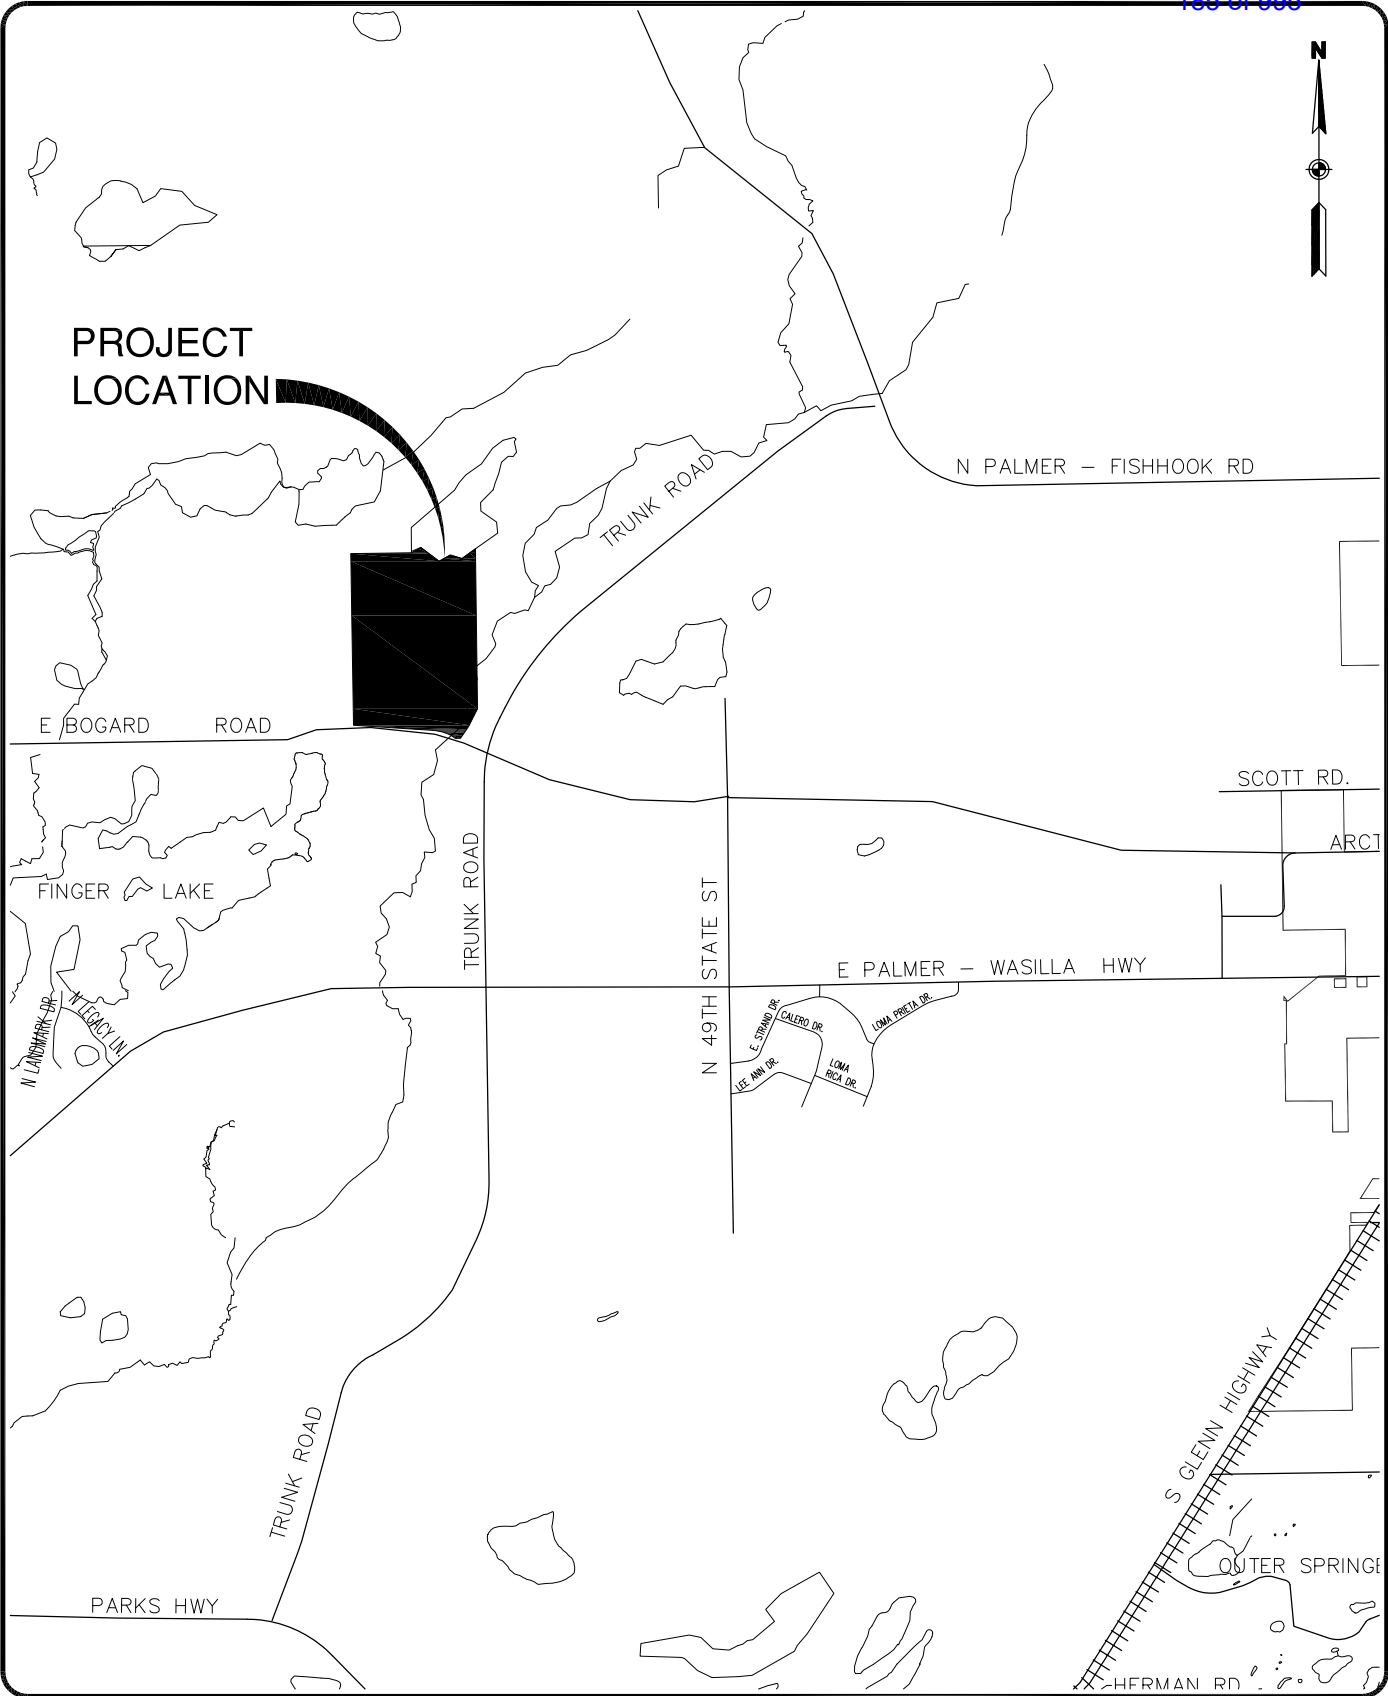 N
PROJECT
LOCATION
N PALMER – FISHHOOK RD
TRUNK ROAD
E BOGARD ROAD
SCOTT RD.
TRUNK ROAD
FINGER LAKE
N 49TH STATE ST
E PALMER – WASILLA HWY
N LANDMARK DR
N LEGACY LN.
E. STRAND DR.
CALERO DR.
LOMA PRIETA DR.
LEE ANN DR.
LOMA
RICA DR.
S GLENN HIGHWAY
TRUNK ROAD
OUTER SPRINGE
PARKS HWY
HERMAN RD